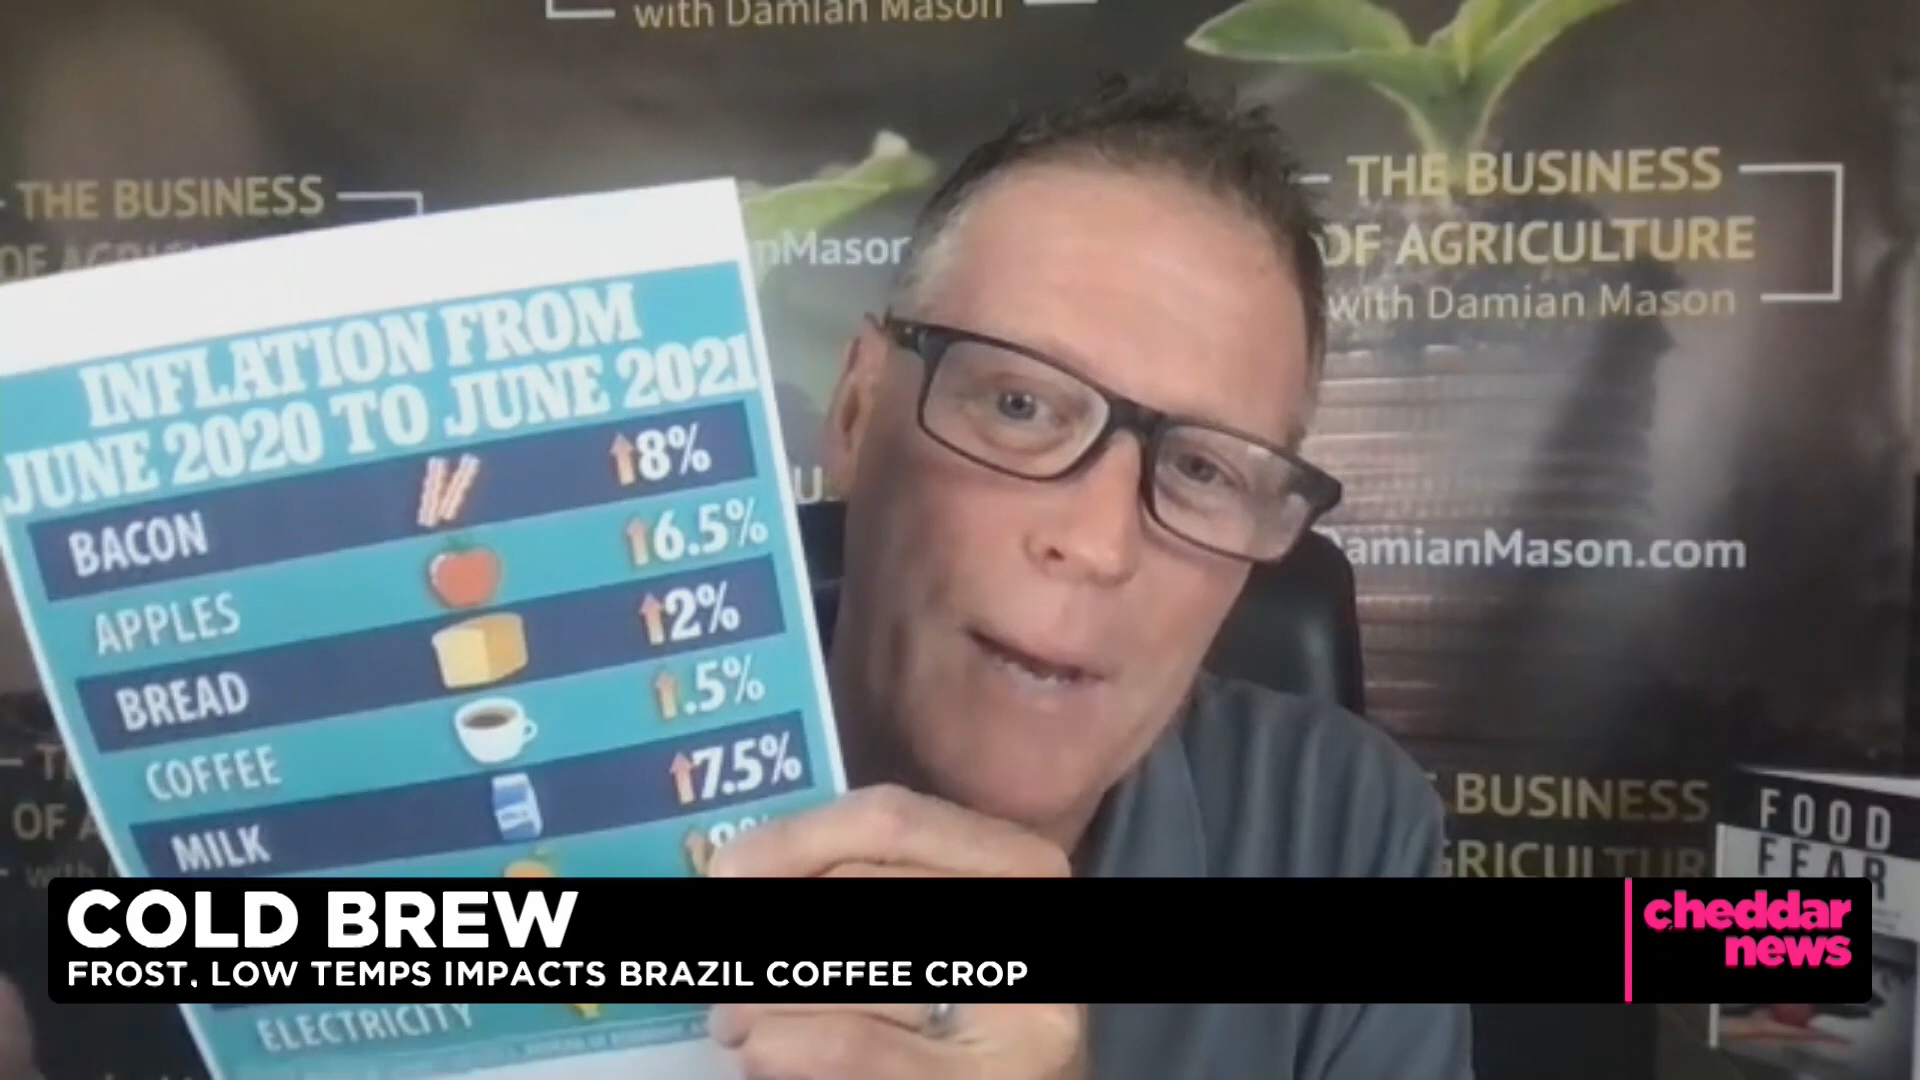 with Damian Mason
THE BUSINESS
OF AGRICULTURE
with Damian Mason
THE BUSINESS
nMason
DamianMason.com
INFLATION FROM
JUNE 2020 TO JUNE 2021
BACON 8%
APPLES 6.5%
BREAD 2%
COFFEE .5%
MILK 7.5%
ELECTRICITY
BUSINESS
FOOD
FEAR
COLD BREW
FROST, LOW TEMPS IMPACTS BRAZIL COFFEE CROP
cheddar
news